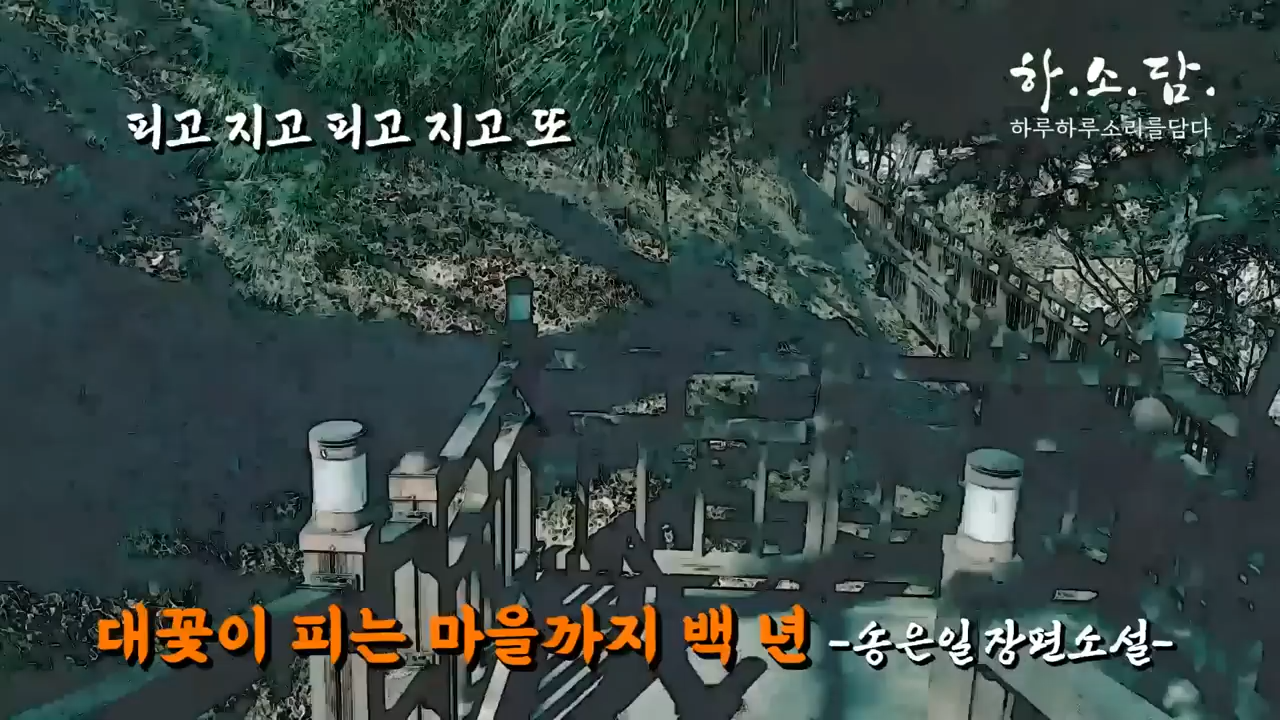 하.소.담.
하루하루소리를담다
피고 지고 피고 지고 또
대꽃이 피는 마을까지 백 년 -송은일 장편소설-